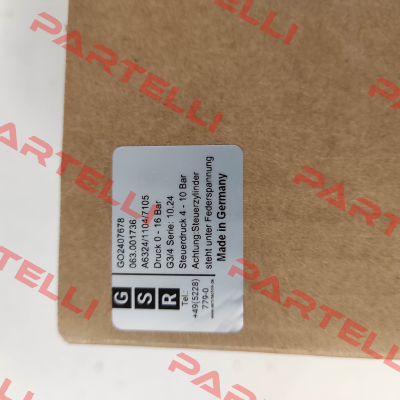 GO2407678
063.001736
A6324/1104/7105
Druck 0 - 16 Bar
G3/4 Serie: 10.24
Steuerdruck 4 - 10 Bar
Achtung:Steuerzylinder
steht unter Federspannung
Made in Germany
G S R
Tel.:
+49(5228)
779-0
PARTELLI
PARTELLI
PARTELLI
PARTELLI
PARTELLI